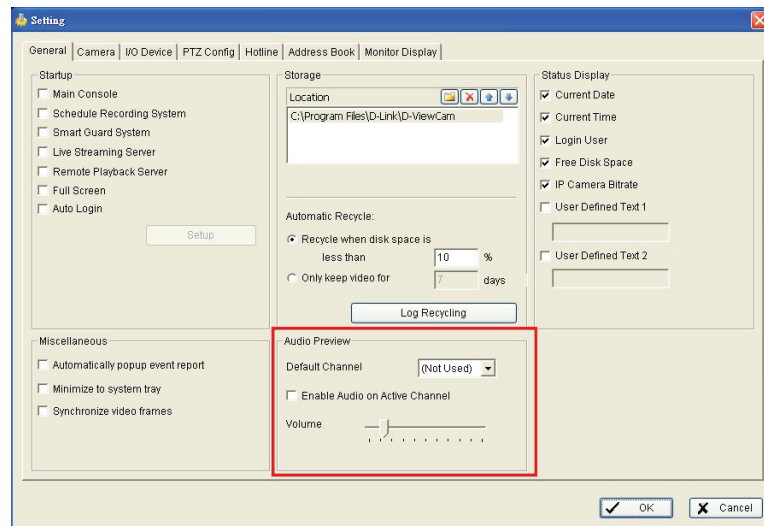 Setting
General Camera I/O Device PTZ Config Hotline Address Book Monitor Display
Startup
Main Console
Schedule Recording System
Smart Guard System
Live Streaming Server
Remote Playback Server
Full Screen
Auto Login
Setup
Storage
Location
C:\Program Files\D-Link\D-ViewCam
Automatic Recycle:
Recycle when disk space is
less than 10 %
Only keep video for 7 days
Log Recycling
Status Display
Current Date
Current Time
Login User
Free Disk Space
IP Camera Bitrate
User Defined Text 1
User Defined Text 2
Miscellaneous
Automatically popup event report
Minimize to system tray
Synchronize video frames
Audio Preview
Default Channel (Not Used)
Enable Audio on Active Channel
Volume
OK Cancel